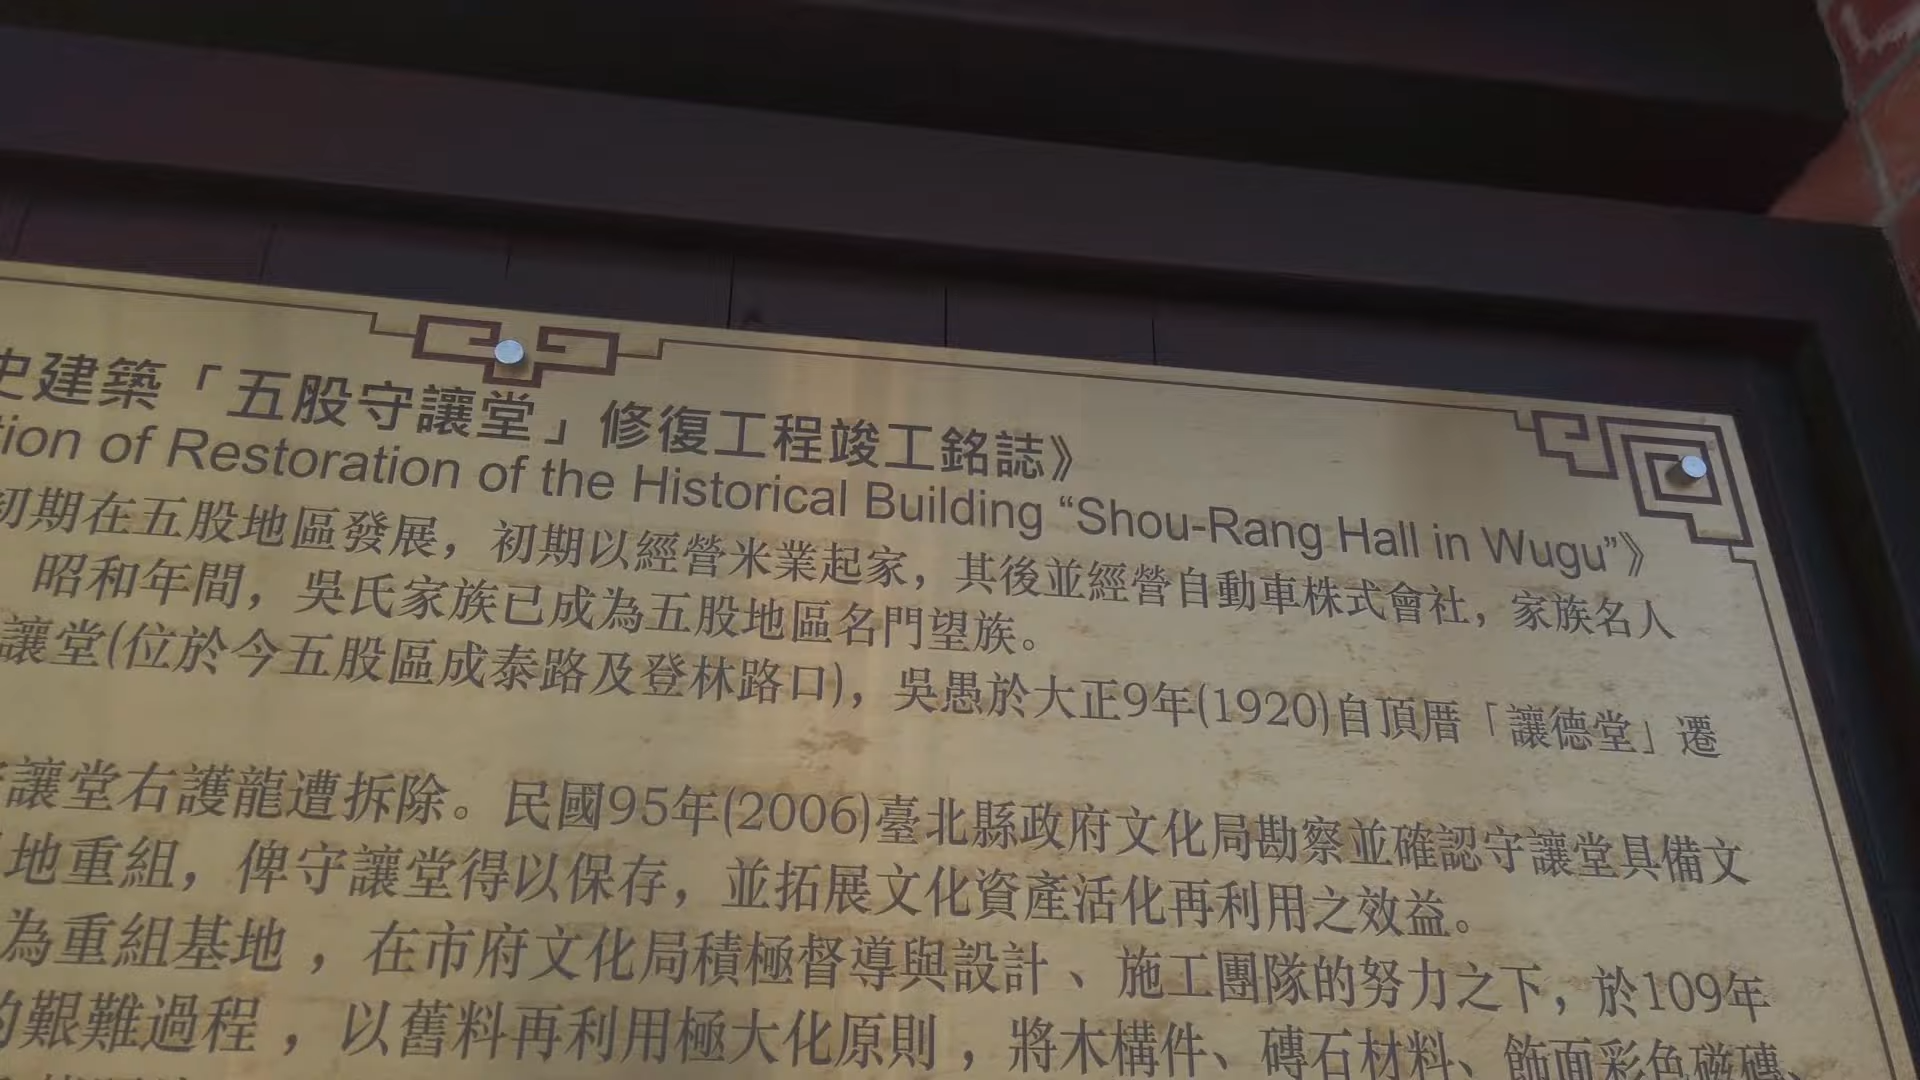 史建築「五股守讓堂」修復工程竣工銘誌》
tion of Restoration of the Historical Building “Shou-Rang Hall in Wugu”》
初期在五股地區發展，初期以經營米業起家，其後並經營自動車株式會社，家族名人
昭和年間，吳氏家族已成為五股地區名門望族。
讓堂(位於今五股區成泰路及登林路口)，吳愚於大正9年(1920)自頂厝「讓德堂」遷
讓堂右護龍遭拆除。民國95年(2006)臺北縣政府文化局勘察並確認守讓堂具備文
地重組，俾守讓堂得以保存，並拓展文化資產活化再利用之效益。
為重組基地，在市府文化局積極督導與設計、施工團隊的努力之下，於109年
的艱難過程，以舊料再利用極大化原則，將木構件、磚石材料、飾面彩色磁磚、